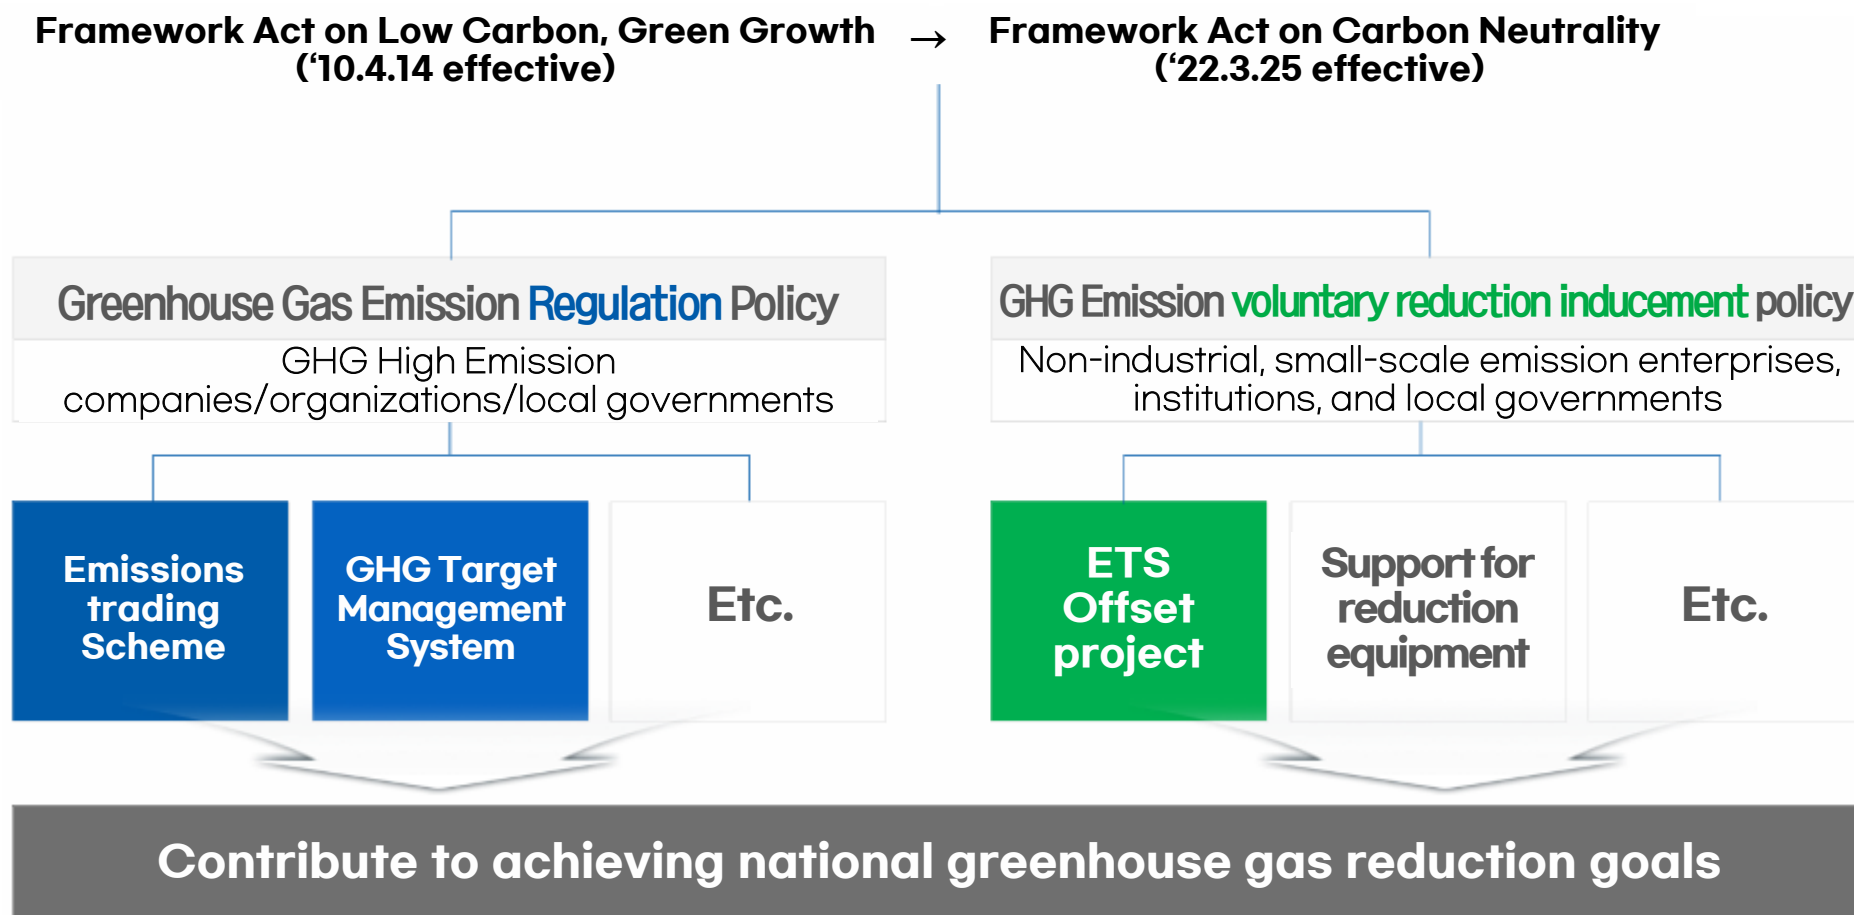 Framework Act on Low Carbon, Green Growth → Framework Act on Carbon Neutrality
(‘10.4.14 effective) (‘22.3.25 effective)
Greenhouse Gas Emission Regulation Policy
GHG High Emission
companies/organizations/local governments
GHG Emission voluntary reduction inducement policy
Non-industrial, small-scale emission enterprises,
institutions, and local governments
Emissions
trading
Scheme
GHG Target
Management
System
Etc.
ETS
Offset
project
Support for
reduction
equipment
Etc.
Contribute to achieving national greenhouse gas reduction goals